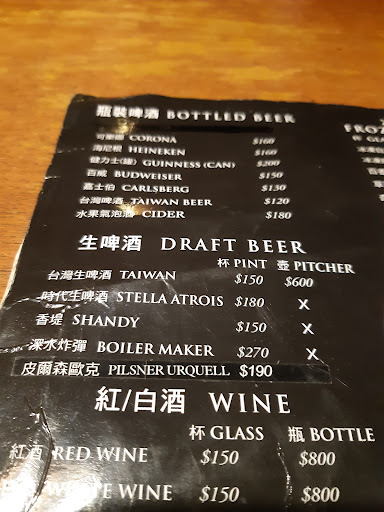 瓶裝啤酒 BOTTLED BEER
可樂娜 CORONA $160
海尼根 HEINEKEN $160
健力士(罐) GUINNESS (CAN) $200
百威 BUDWEISER $150
嘉士伯 CARLSBERG $130
台灣啤酒 TAIWAN BEER $120
水果氣泡酒 CIDER $180
生啤酒 DRAFT BEER
杯 PINT 壺 PITCHER
台灣生啤酒 TAIWAN $150 $600
時代生啤酒 STELLA ATROIS $180 X
香堤 SHANDY $150 X
深水炸彈 BOILER MAKER $270 X
皮爾森歐克 PILSNER URQUELL $190
紅/白酒 WINE
杯 GLASS 瓶 BOTTLE
紅酒 RED WINE $150 $800
WINE $150 $800
FRO
杯 GLA